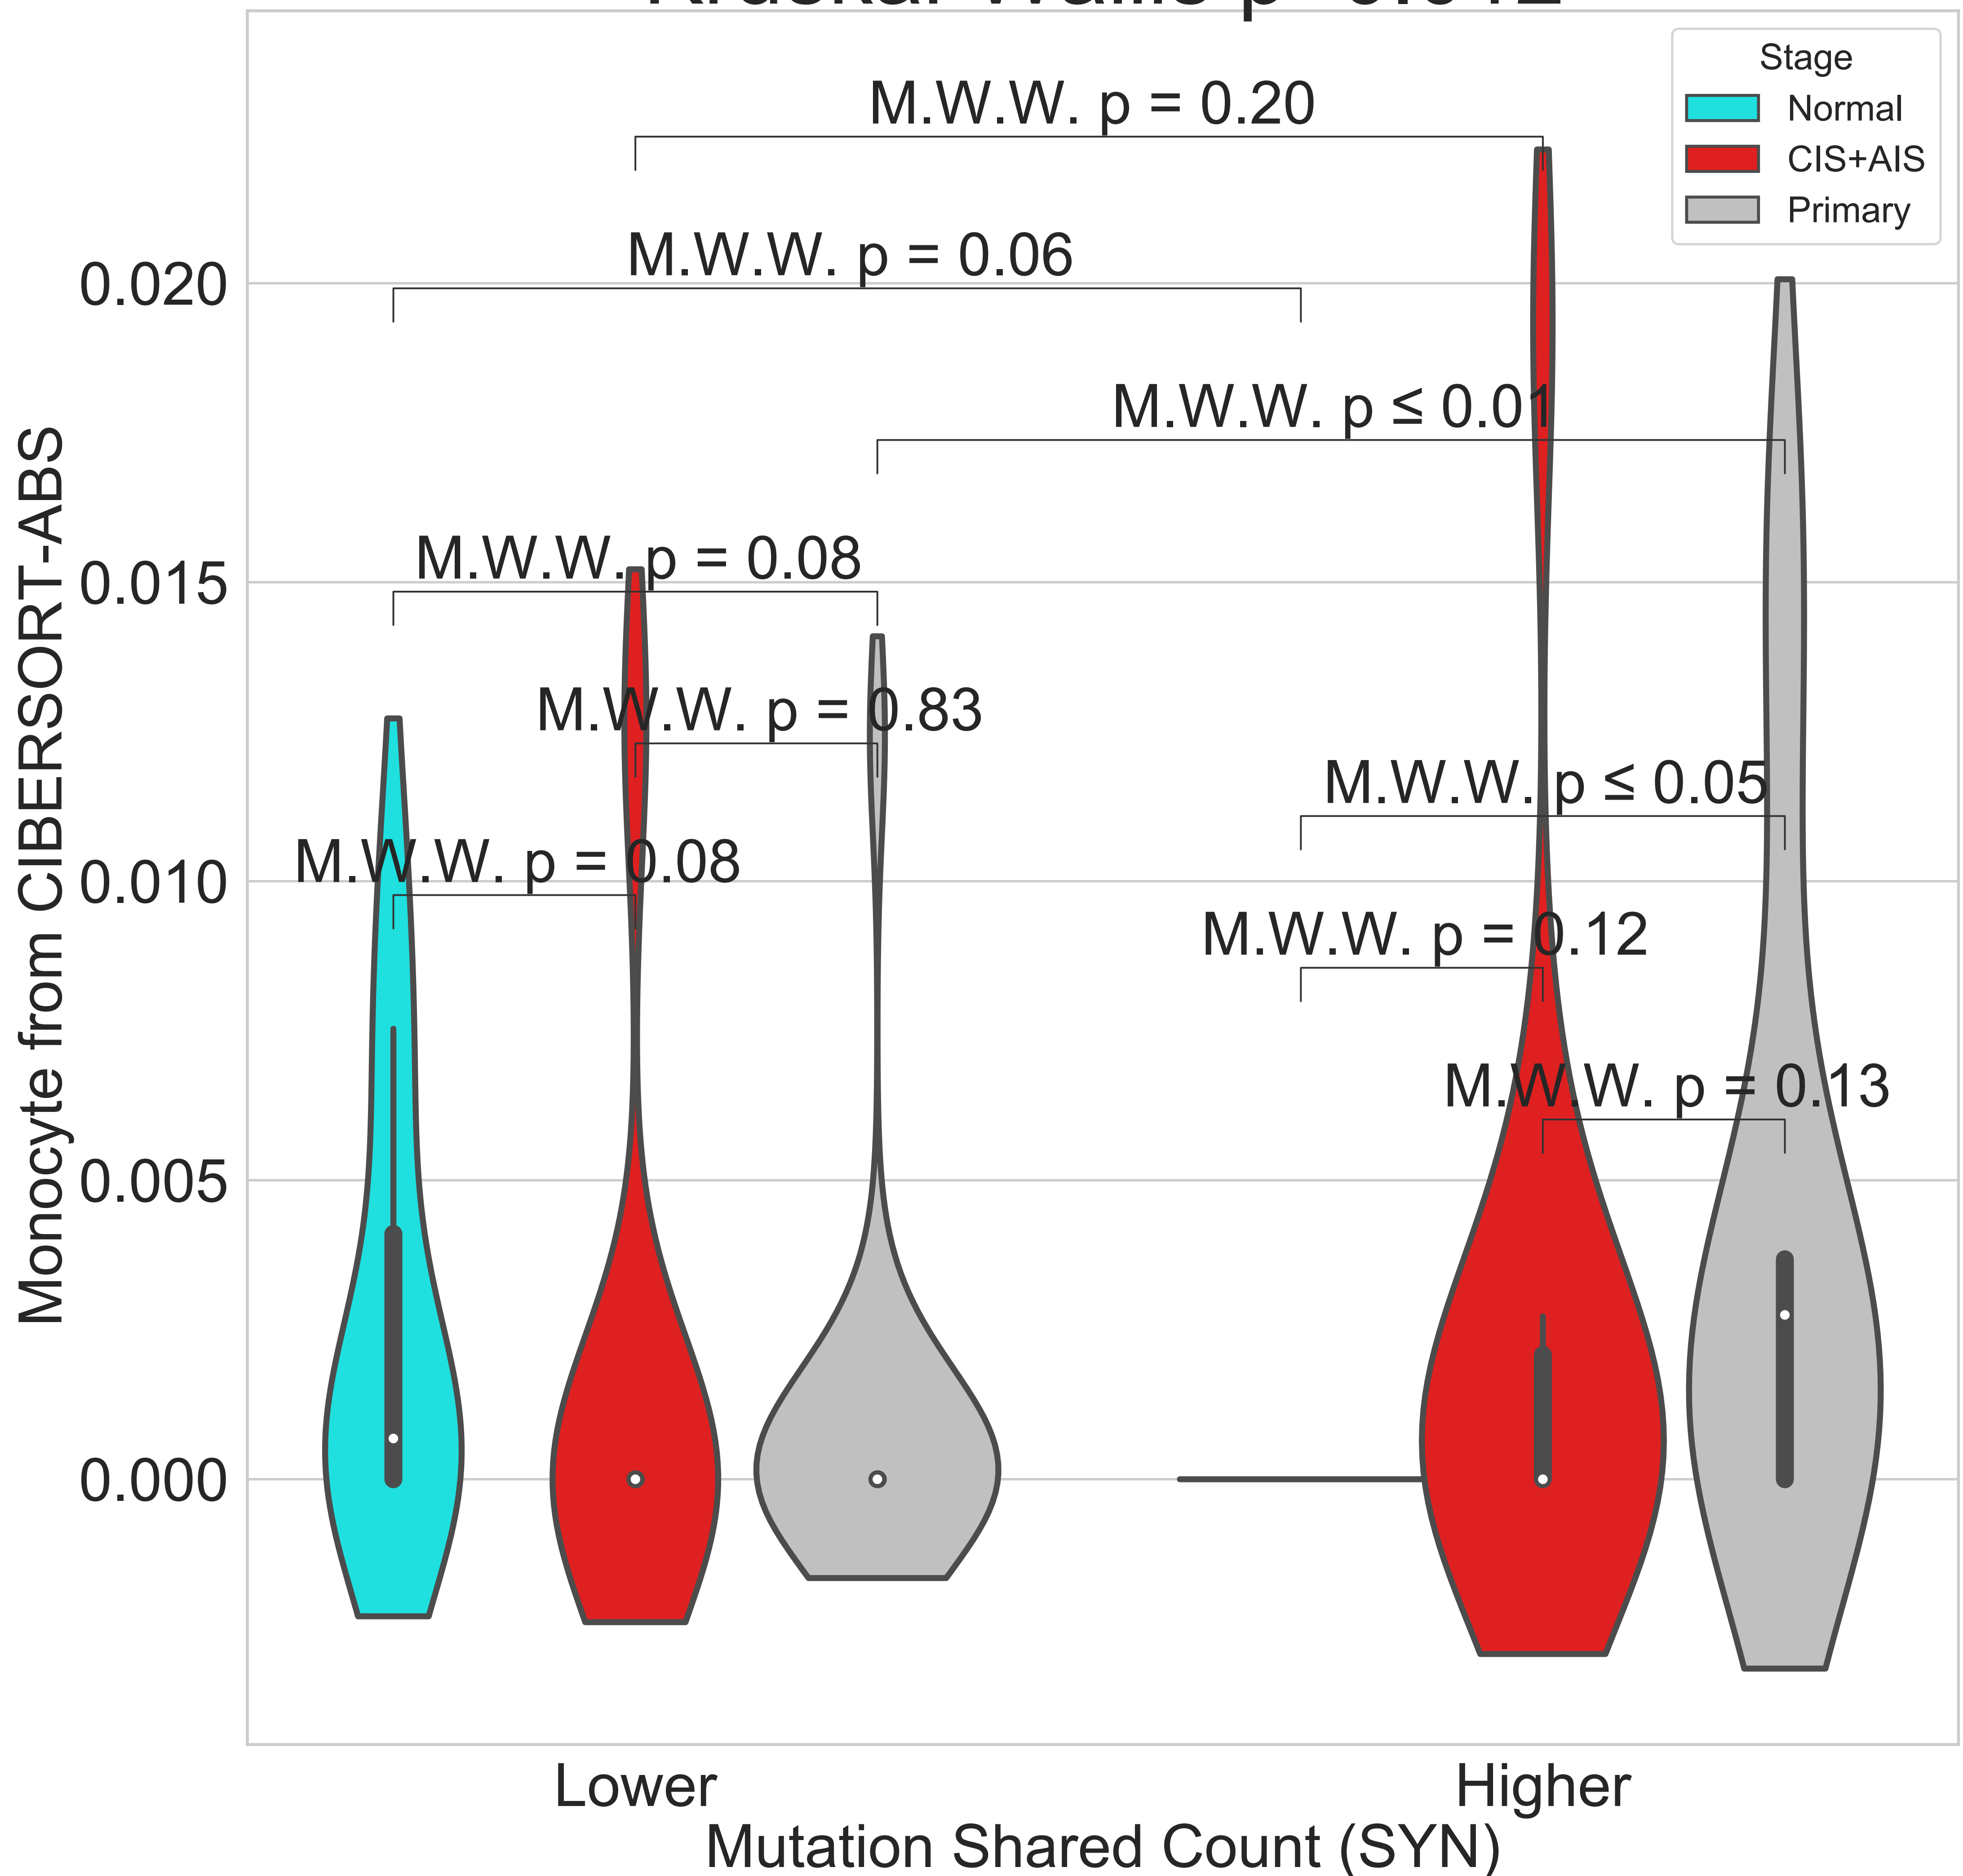 Stage
Normal
CIS+AIS
Primary
M.W.W. p = 0.20
M.W.W. p = 0.06
M.W.W. p ≤ 0.01
M.W.W. p = 0.08
M.W.W. p = 0.83
M.W.W. p ≤ 0.05
M.W.W. p = 0.08
M.W.W. p = 0.12
M.W.W. p = 0.13
0.020
0.015
0.010
0.005
0.000
Monocyte from CIBERSORT-ABS
Lower
Higher
Mutation Shared Count (SYN)